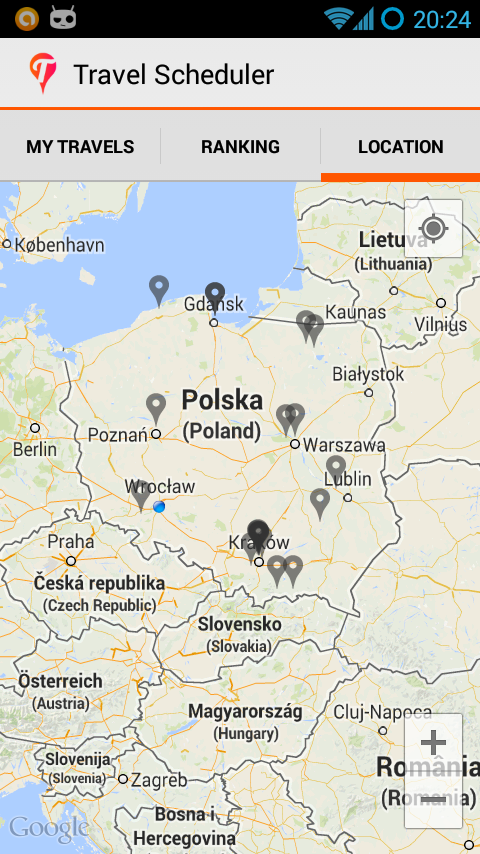 20:24
Travel Scheduler
MY TRAVELS
RANKING
LOCATION
København
Lietuva
(Lithuania)
Gdańsk
Kaunas
Vilnius
Białystok
Polska
(Poland)
Poznań
Berlin
Warszawa
Wrocław
Lublin
Praha
Kraków
Česká republika
(Czech Republic)
Slovensko
(Slovakia)
Österreich
(Austria)
Magyarország
(Hungary)
Cluj-Napoca
Slovenija
(Slovenia)
Zagreb
România
(Romania)
Bosna i
Hercegovina
Google